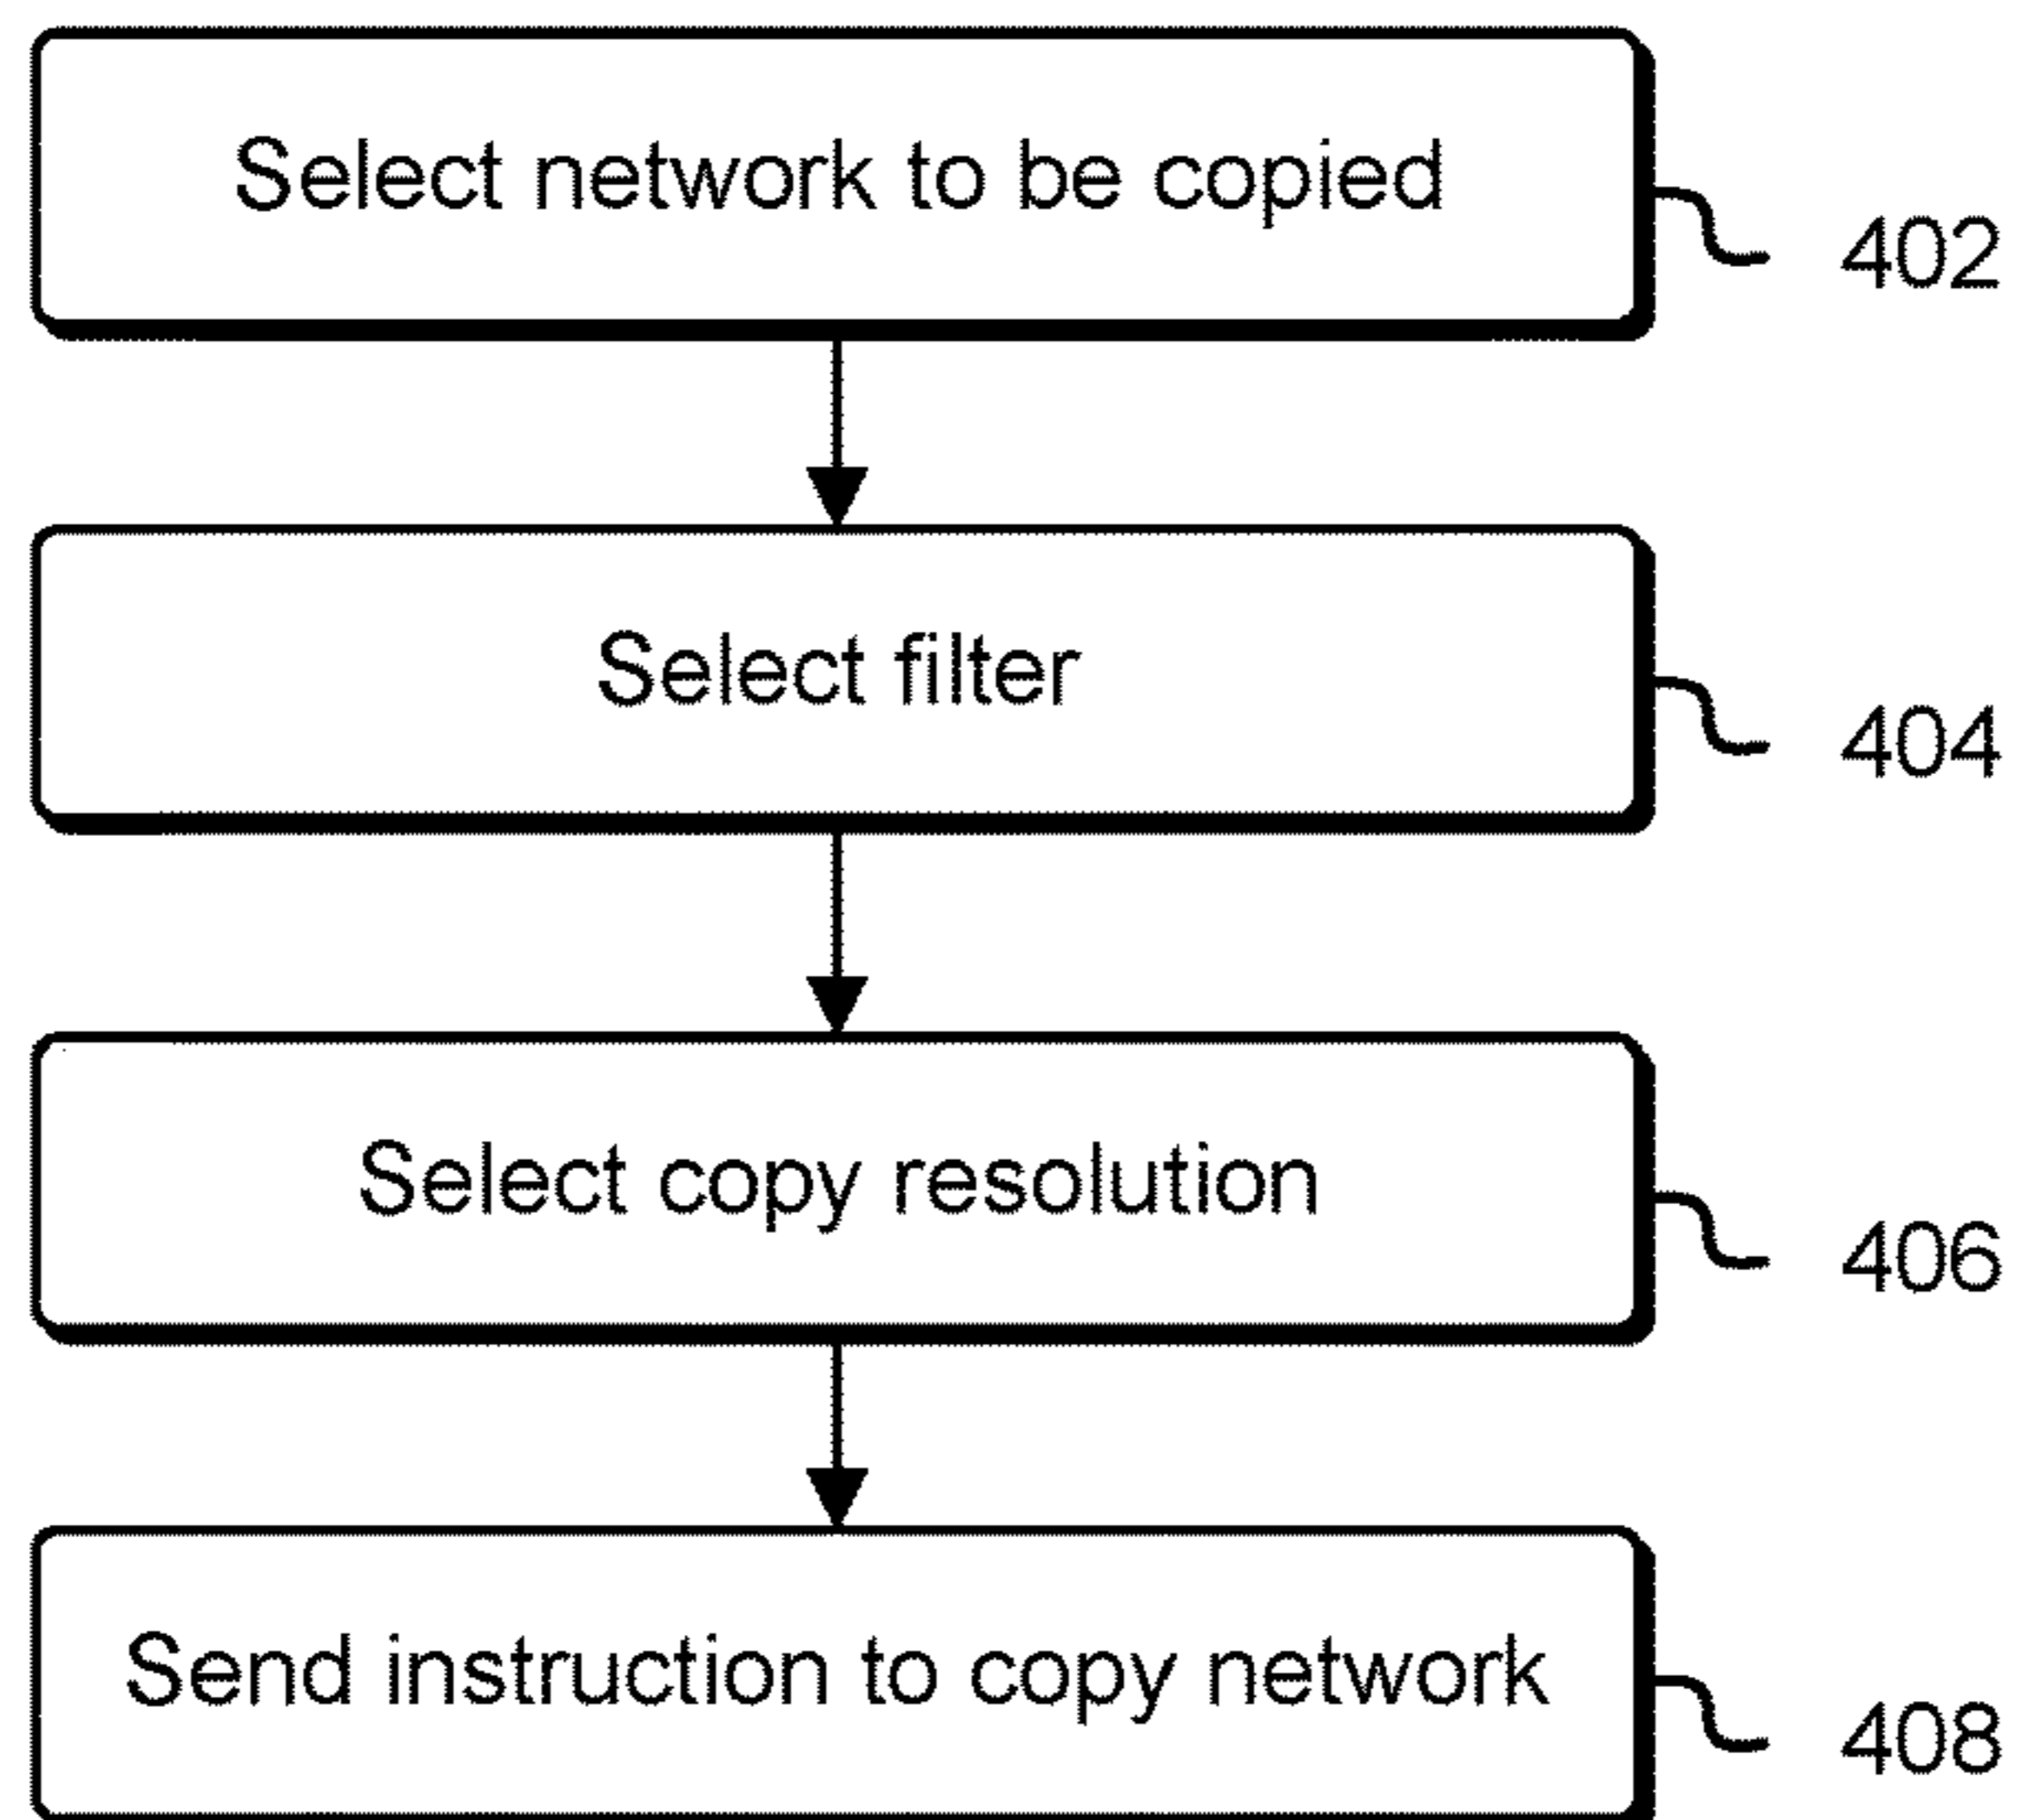 Select network to be copied
402
Select filter
404
Select copy resolution
406
Send instruction to copy network
408